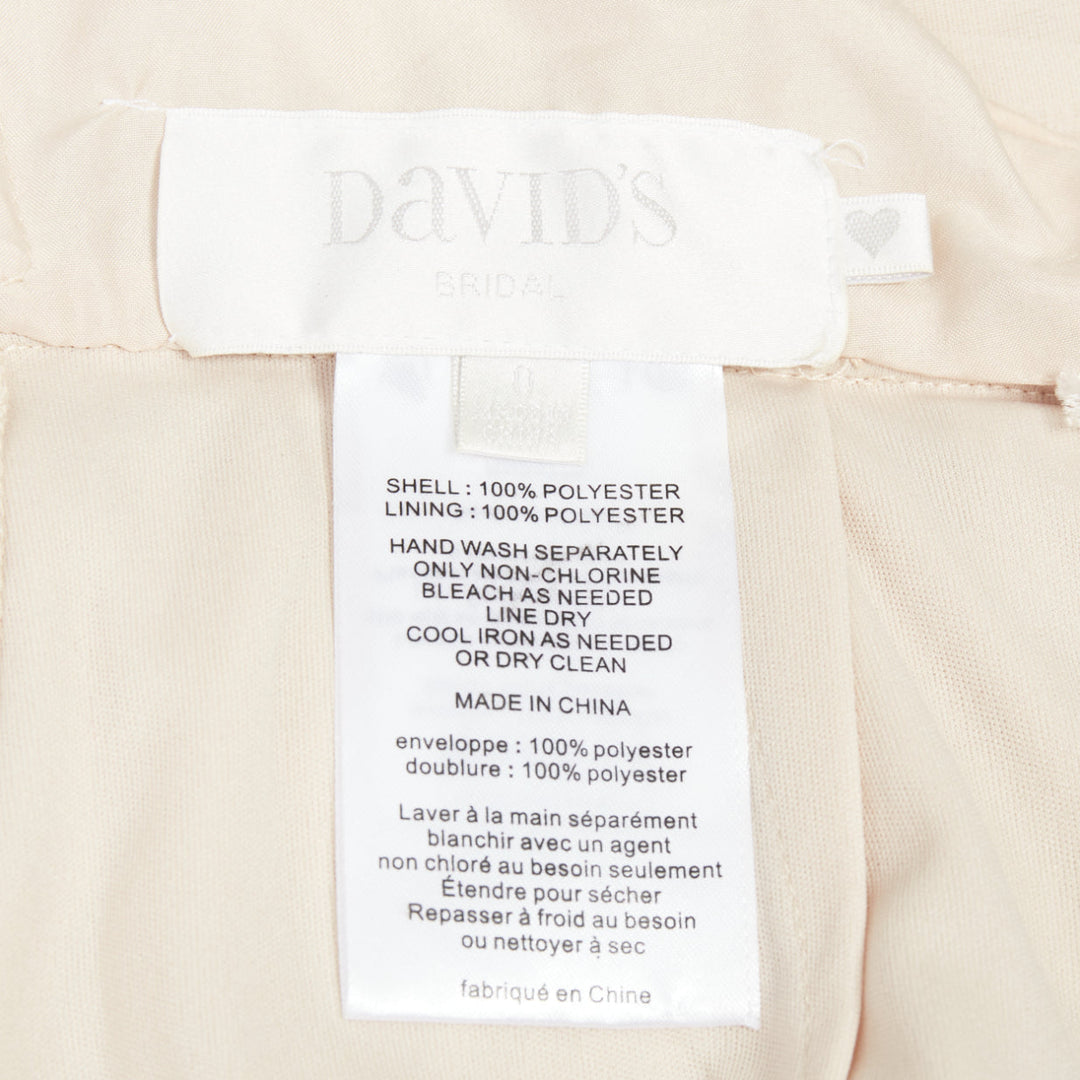 DaVID'S
BRIDAL
0
SHELL : 100% POLYESTER
LINING : 100% POLYESTER
HAND WASH SEPARATELY
ONLY NON-CHLORINE
BLEACH AS NEEDED
LINE DRY
COOL IRON AS NEEDED
OR DRY CLEAN
MADE IN CHINA
enveloppe : 100% polyester
doublure : 100% polyester
Laver à la main séparément
blanchir avec un agent
non chloré au besoin seulement
Étendre pour sécher
Repasser à froid au besoin
ou nettoyer à sec
fabriqué en Chine